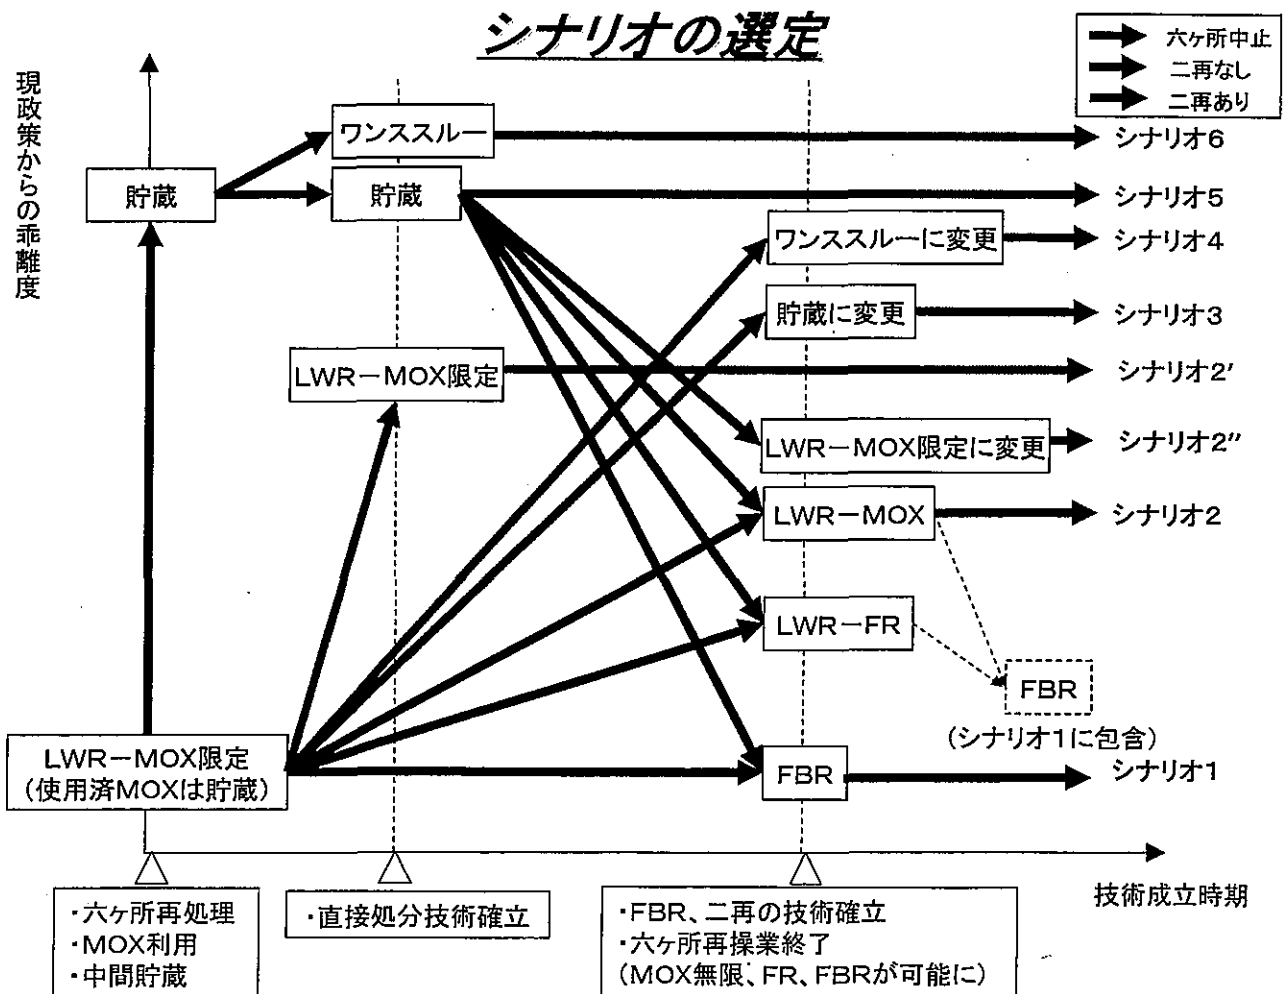 シナリオの選定
六ヶ所中止
二再なし
二再あり
現政策からの乖離度
ワンススルー
シナリオ6
貯蔵
貯蔵
シナリオ5
ワンススルーに変更
シナリオ4
貯蔵に変更
シナリオ3
LWR−MOX限定
シナリオ2'
LWR−MOX限定に変更
シナリオ2''
LWR−MOX
シナリオ2
LWR−FR
FBR
(シナリオ1に包含)
LWR−MOX限定
(使用済MOXは貯蔵)
FBR
シナリオ1
技術成立時期
・六ヶ所再処理
・MOX利用
・中間貯蔵
・直接処分技術確立
・FBR、二再の技術確立
・六ヶ所再操業終了
(MOX無限、FR、FBRが可能に)